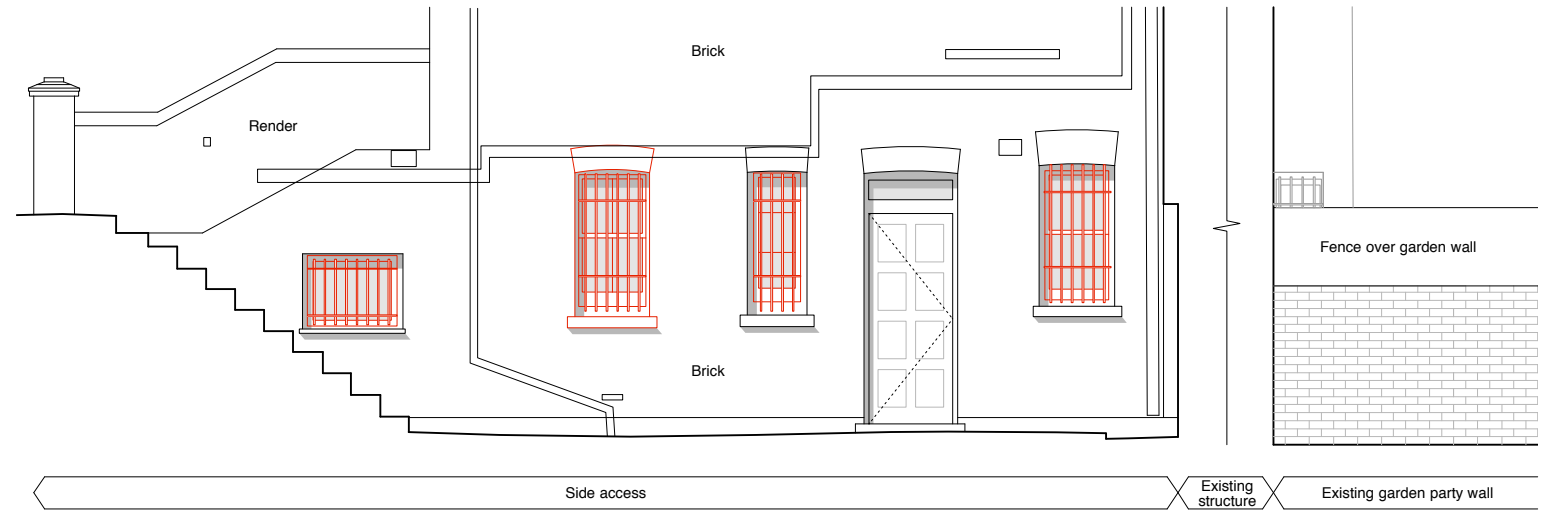 Brick
Render
Fence over garden wall
Brick
Side access
Existing
structure
Existing garden party wall